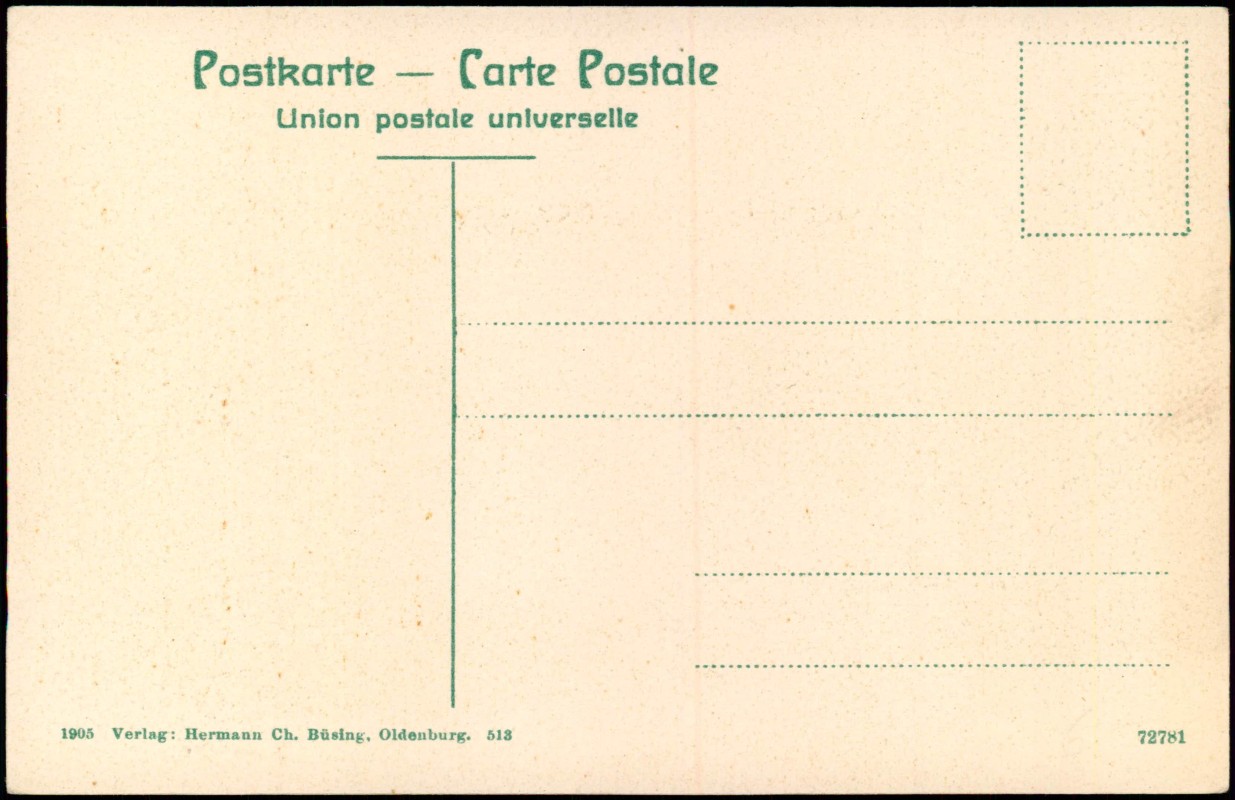 Postkarte — Carte Postale
Union postale universelle
1905 Verlag: Hermann Ch. Büsing, Oldenburg. 513
72781